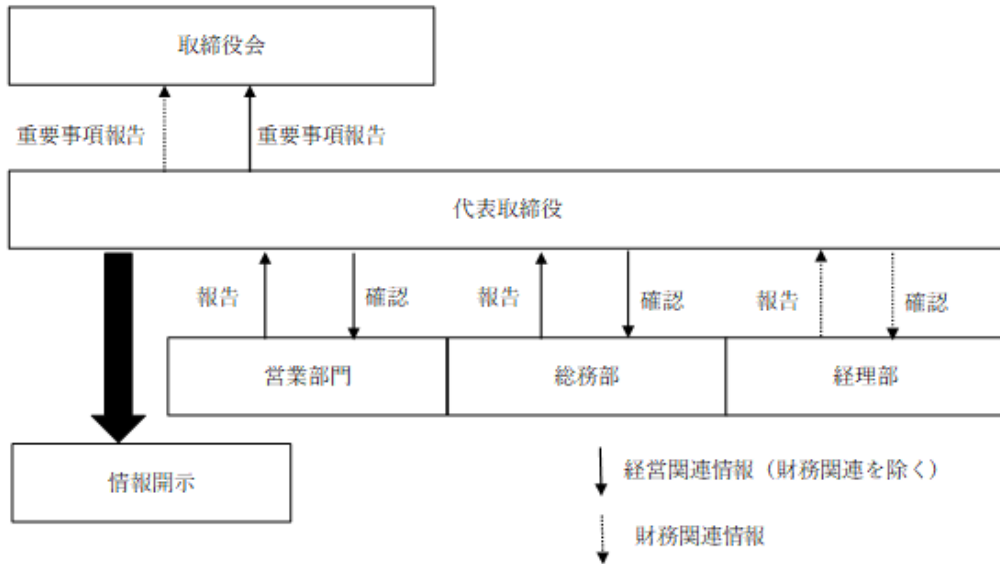 取締役会
重要事項報告
重要事項報告
代表取締役
報告
確認
報告
確認
報告
確認
営業部門
総務部
経理部
情報開示
経営関連情報（財務関連を除く）
財務関連情報